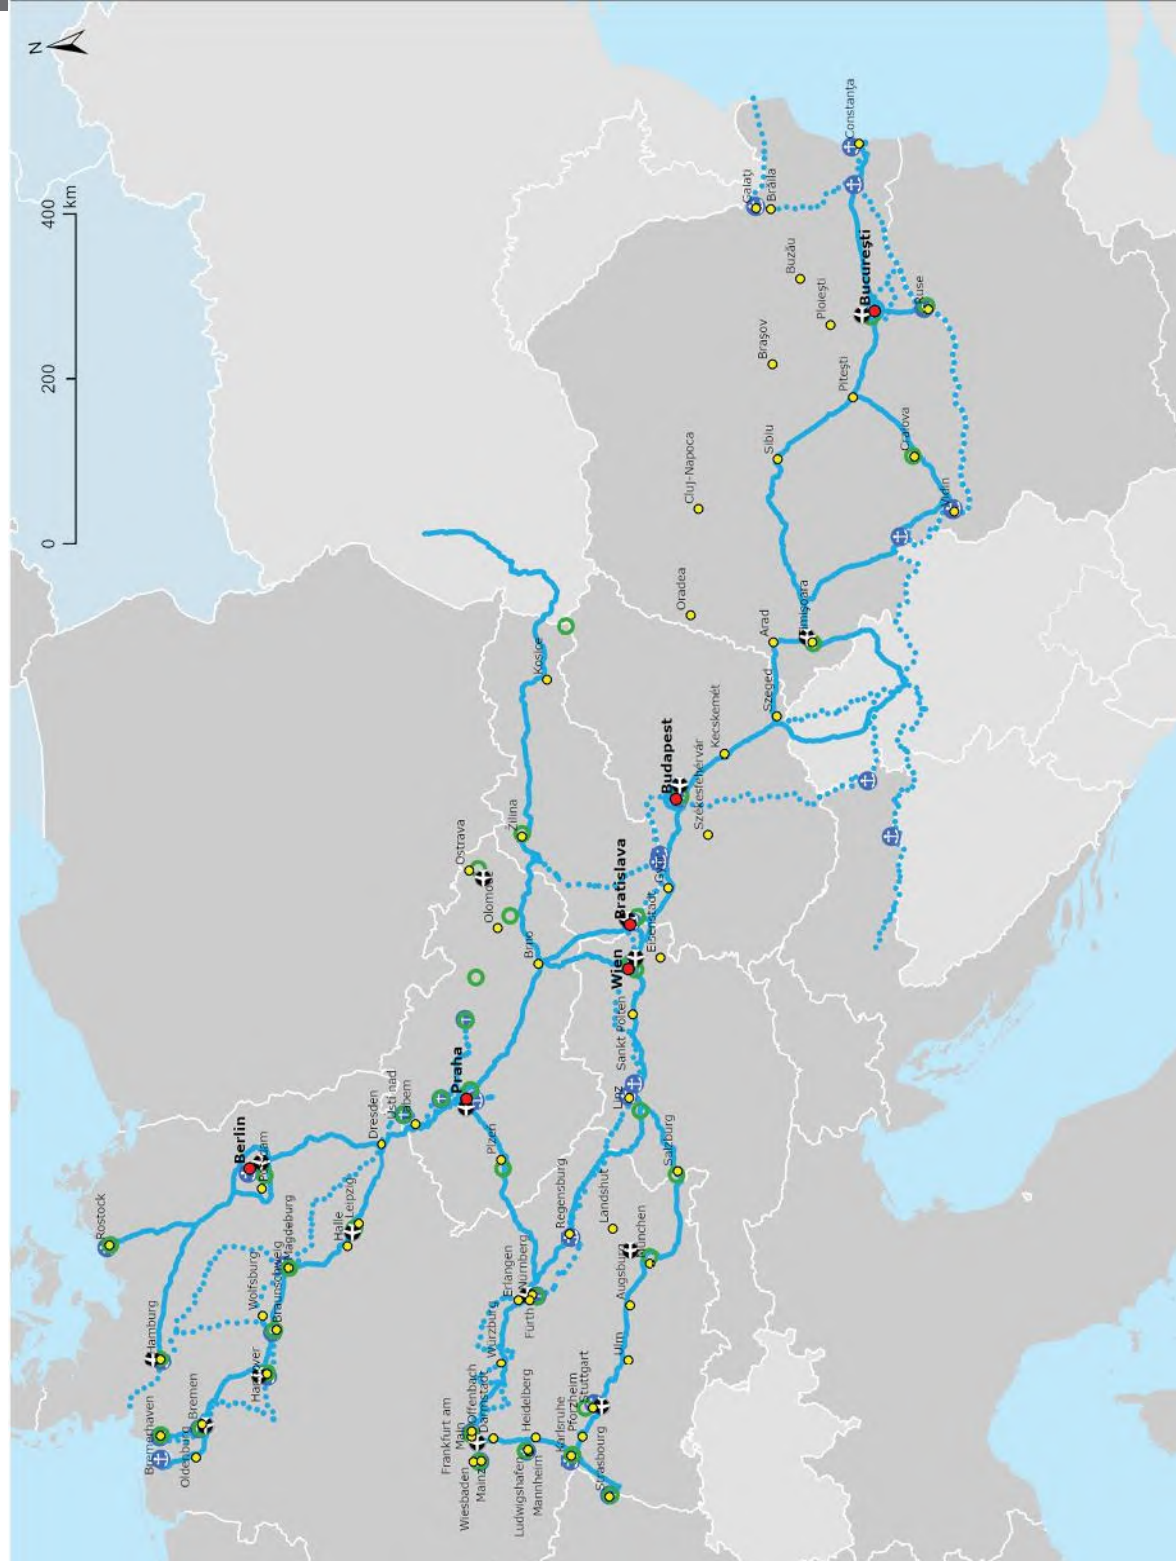 N
0
200
400
km
Rostock
Hamburg
Bremerhaven
Oldenburg
Bremen
Hannover
Wolfsburg
Braunschweig
Magdeburg
Berlin
Halle
Leipzig
Dresden
Ústí nad
Labem
Praha
Plzeň
Frankfurt am
Main
Offenbach
Wiesbaden
Mainz
Darmstadt
Ludwigshafen
Mannheim
Heidelberg
Würzburg
Erlangen
Fürth
Nürnberg
Regensburg
Landshut
Karlsruhe
Pforzheim
Stuttgart
Strasbourg
Ulm
Augsburg
München
Salzburg
Linz
Sankt Pölten
Wien
Eisenstadt
Bratislava
Brno
Olomouc
Ostrava
Žilina
Košice
Győr
Budapest
Székesfehérvár
Kecskemét
Szeged
Arad
Timișoara
Oradea
Cluj-Napoca
Sibiu
Brașov
Pitești
Craiova
Vidin
Ploiești
Buzău
București
Ruse
Galați
Brăila
Constanța